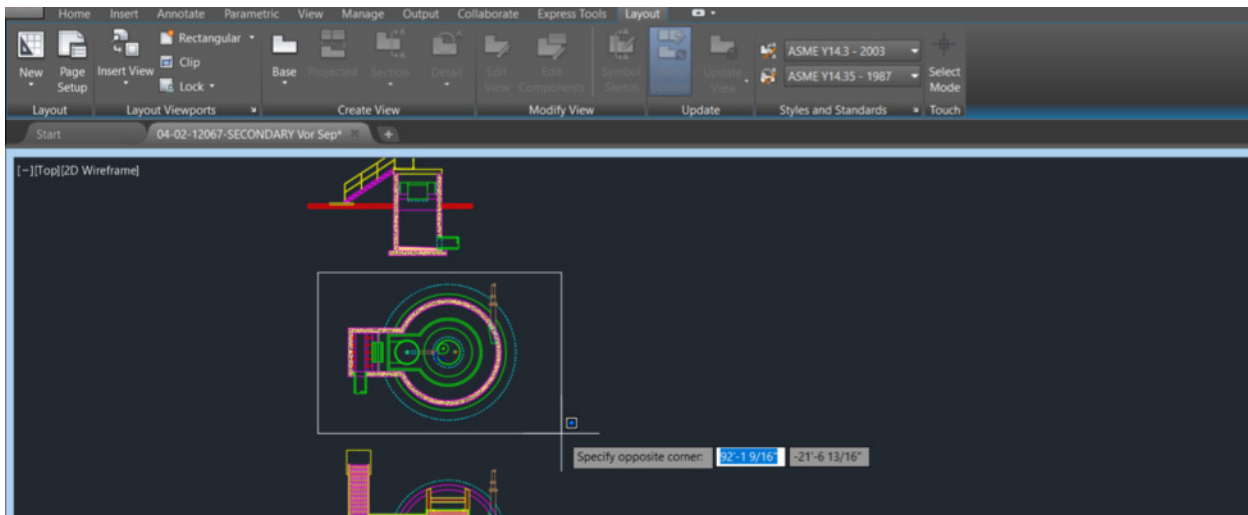 Home Insert Annotate Parametric View Manage Output Collaborate Express Tools Layout
Rectangular
Clip
Lock
New Page Setup Insert View Base Projected Section Detail Edit View Edit Components Symbol Sketch Auto Update Update View
ASME Y14.3 - 2003
ASME Y14.35 - 1987
Select Mode
Layout Layout Viewports Create View Modify View Update Styles and Standards Touch
Start 04-02-12067-SECONDARY Vor Sep*
[−][Top][2D Wireframe]
Specify opposite corner: 92'-1 9/16" -21'-6 13/16"